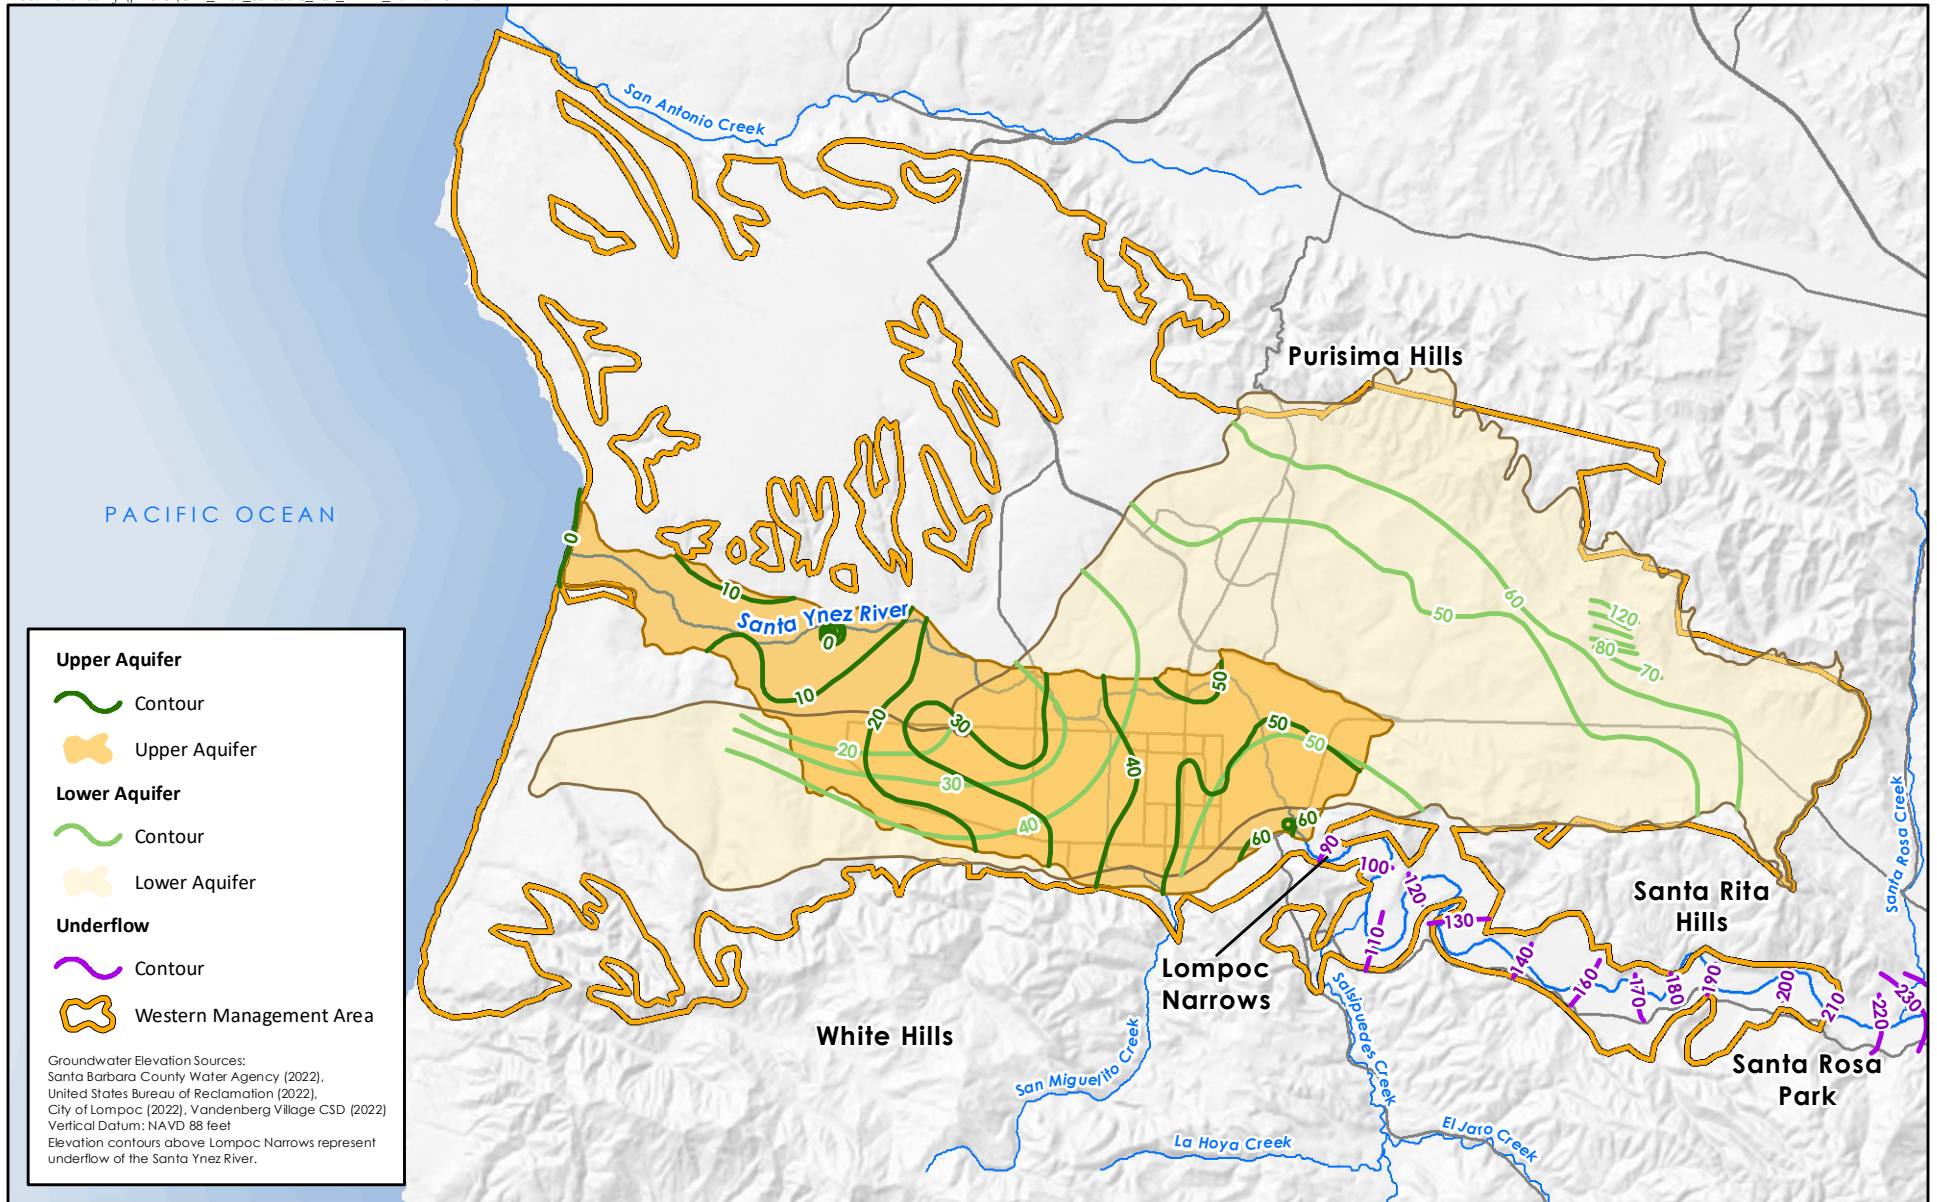 San Antonio Creek
Purisima Hills
PACIFIC OCEAN
0
10
Santa Ynez River
0
10
20
30
20
30
40
40
50
50
50
60
60
50
60
120
80
70
90
100
120
110
130
140
160
170
180
190
200
210
220
230
Santa Rosa Creek
Santa Rita
Hills
Lompoc
Narrows
Santa Rosa
Park
White Hills
San Miguelito Creek
Salsipuedes Creek
La Hoya Creek
El Jaro Creek
Upper Aquifer
Contour
Upper Aquifer
Lower Aquifer
Contour
Lower Aquifer
Underflow
Contour
Western Management Area
Groundwater Elevation Sources:
Santa Barbara County Water Agency (2022),
United States Bureau of Reclamation (2022),
City of Lompoc (2022), Vandenberg Village CSD (2022)
Vertical Datum: NAVD 88 feet
Elevation contours above Lompoc Narrows represent
underflow of the Santa Ynez River.